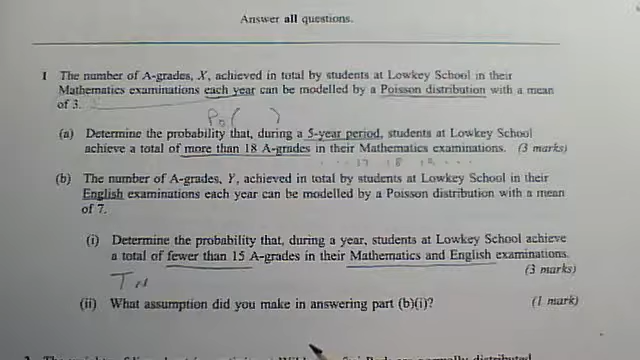 Answer all questions.
1 The number of A-grades, X, achieved in total by students at Lowkey School in their
Mathematics examinations each year can be modelled by a Poisson distribution with a mean
of 3.
Po( )
(a) Determine the probability that, during a 5-year period, students at Lowkey School
achieve a total of more than 18 A-grades in their Mathematics examinations. (3 marks)
17 18 19
(b) The number of A-grades, Y, achieved in total by students at Lowkey School in their
English examinations each year can be modelled by a Poisson distribution with a mean
of 7.
(i) Determine the probability that, during a year, students at Lowkey School achieve
a total of fewer than 15 A-grades in their Mathematics and English examinations.
(3 marks)
T ~
(ii) What assumption did you make in answering part (b)(i)? (1 mark)